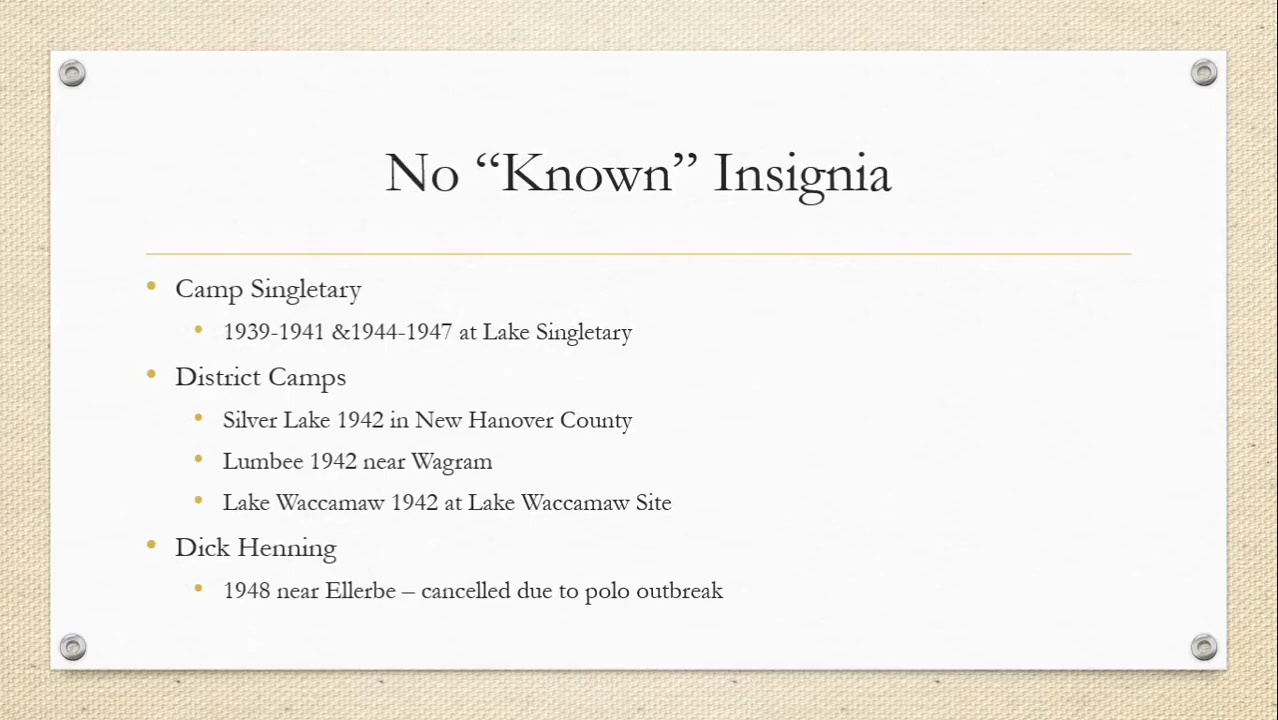 No “Known” Insignia
• Camp Singletary
• 1939-1941 &1944-1947 at Lake Singletary
• District Camps
• Silver Lake 1942 in New Hanover County
• Lumbee 1942 near Wagram
• Lake Waccamaw 1942 at Lake Waccamaw Site
• Dick Henning
• 1948 near Ellerbe – cancelled due to polo outbreak